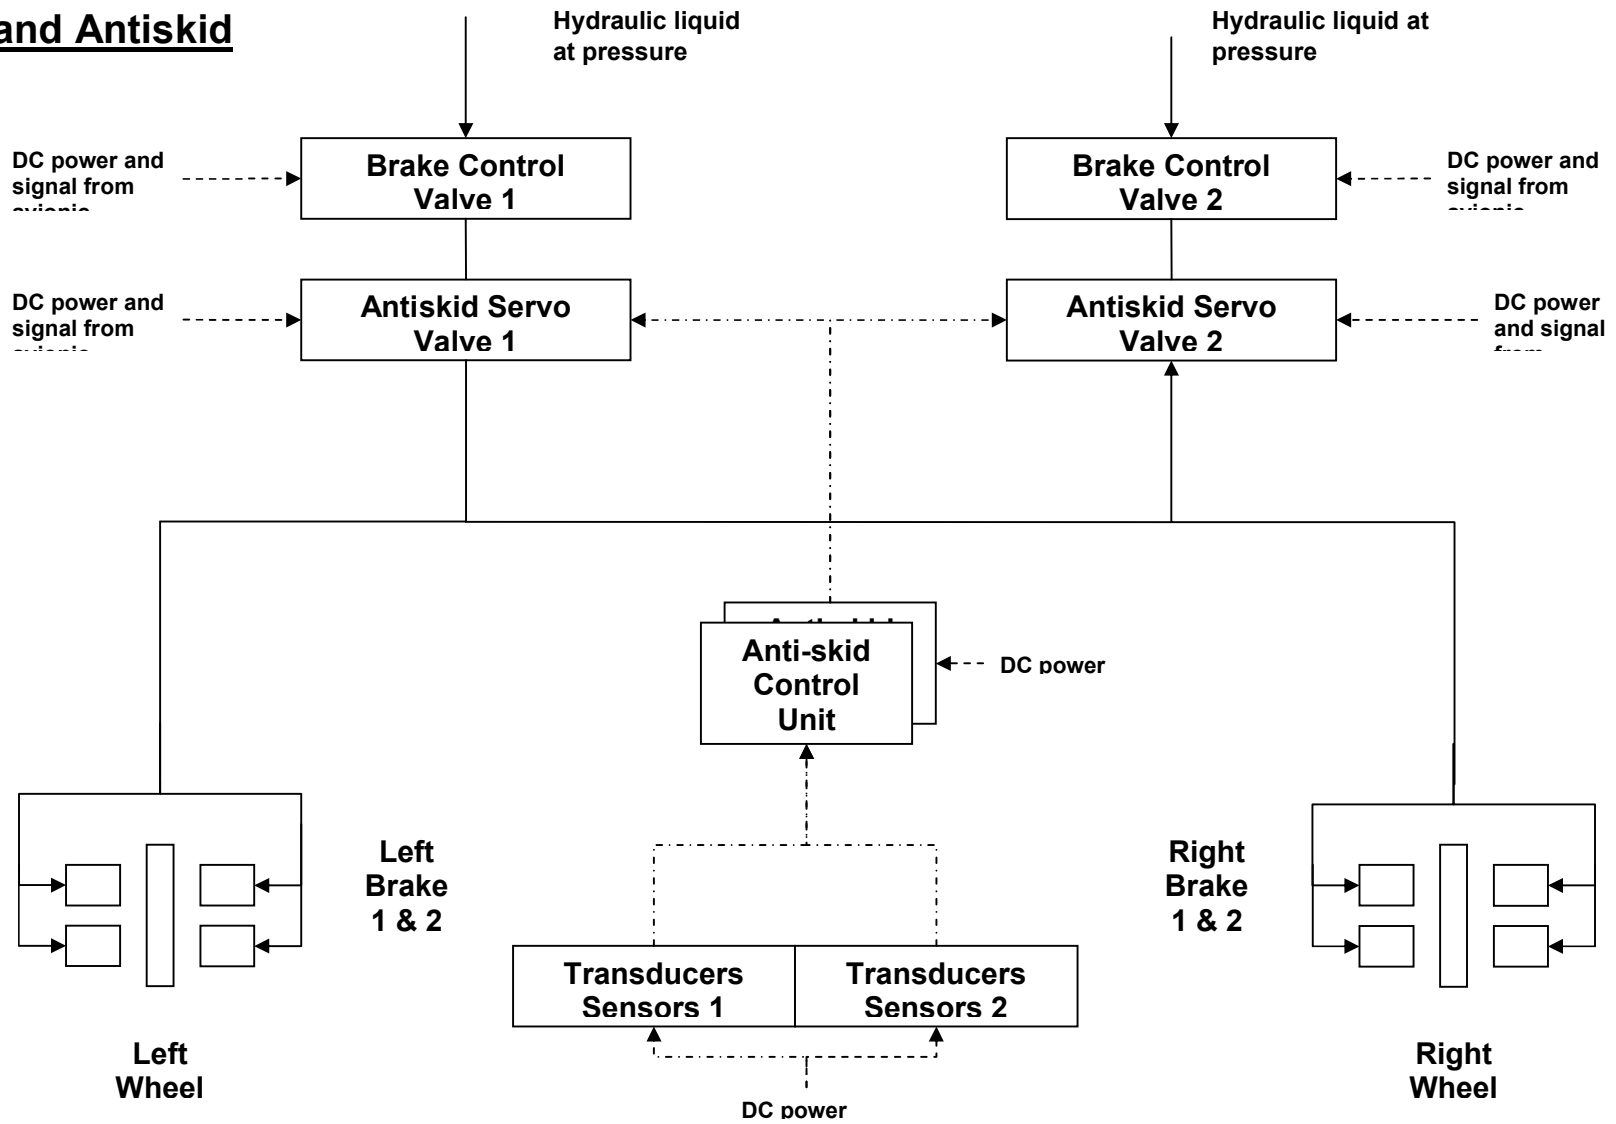 and Antiskid
Hydraulic liquid
at pressure
Hydraulic liquid at
pressure
DC power and
signal from
Brake Control
Valve 1
Brake Control
Valve 2
DC power and
signal from
DC power and
signal from
Antiskid Servo
Valve 1
Antiskid Servo
Valve 2
DC power
and signal
Anti-skid
Control
Unit
DC power
Left
Brake
1 & 2
Right
Brake
1 & 2
Transducers
Sensors 1
Transducers
Sensors 2
Left
Wheel
Right
Wheel
DC power